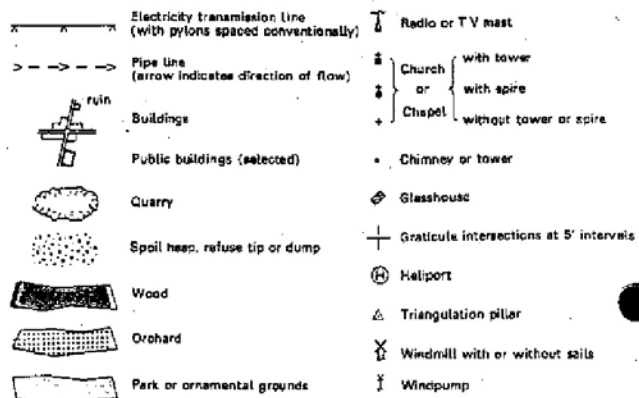 Electricity transmission line
(with pylons spaced conventionally)
Pipe line
(arrow indicates direction of flow)
ruin
Buildings
Public buildings (selected)
Quarry
Spoil heap, refuse tip or dump
Wood
Orchard
Park or ornamental grounds
Radio or TV mast
Church
or
Chapel
with tower
with spire
without tower or spire
Chimney or tower
Glasshouse
Graticule intersections at 5' intervals
H
Heliport
Triangulation pillar
Windmill with or without sails
Windpump